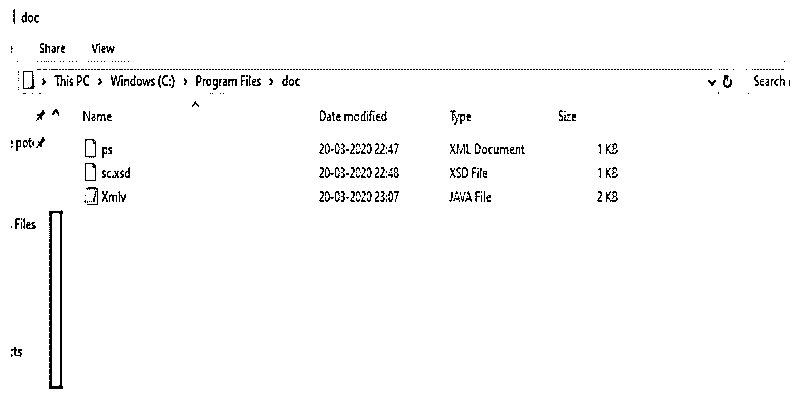 doc
Share View
This PC > Windows (C:) > Program Files > doc
Search
Name Date modified Type Size
ps 20-03-2020 22:47 XML Document 1 KB
sc.xsd 20-03-2020 22:48 XSD File 1 KB
Xmlv 20-03-2020 23:07 JAVA File 2 KB
Files
cts